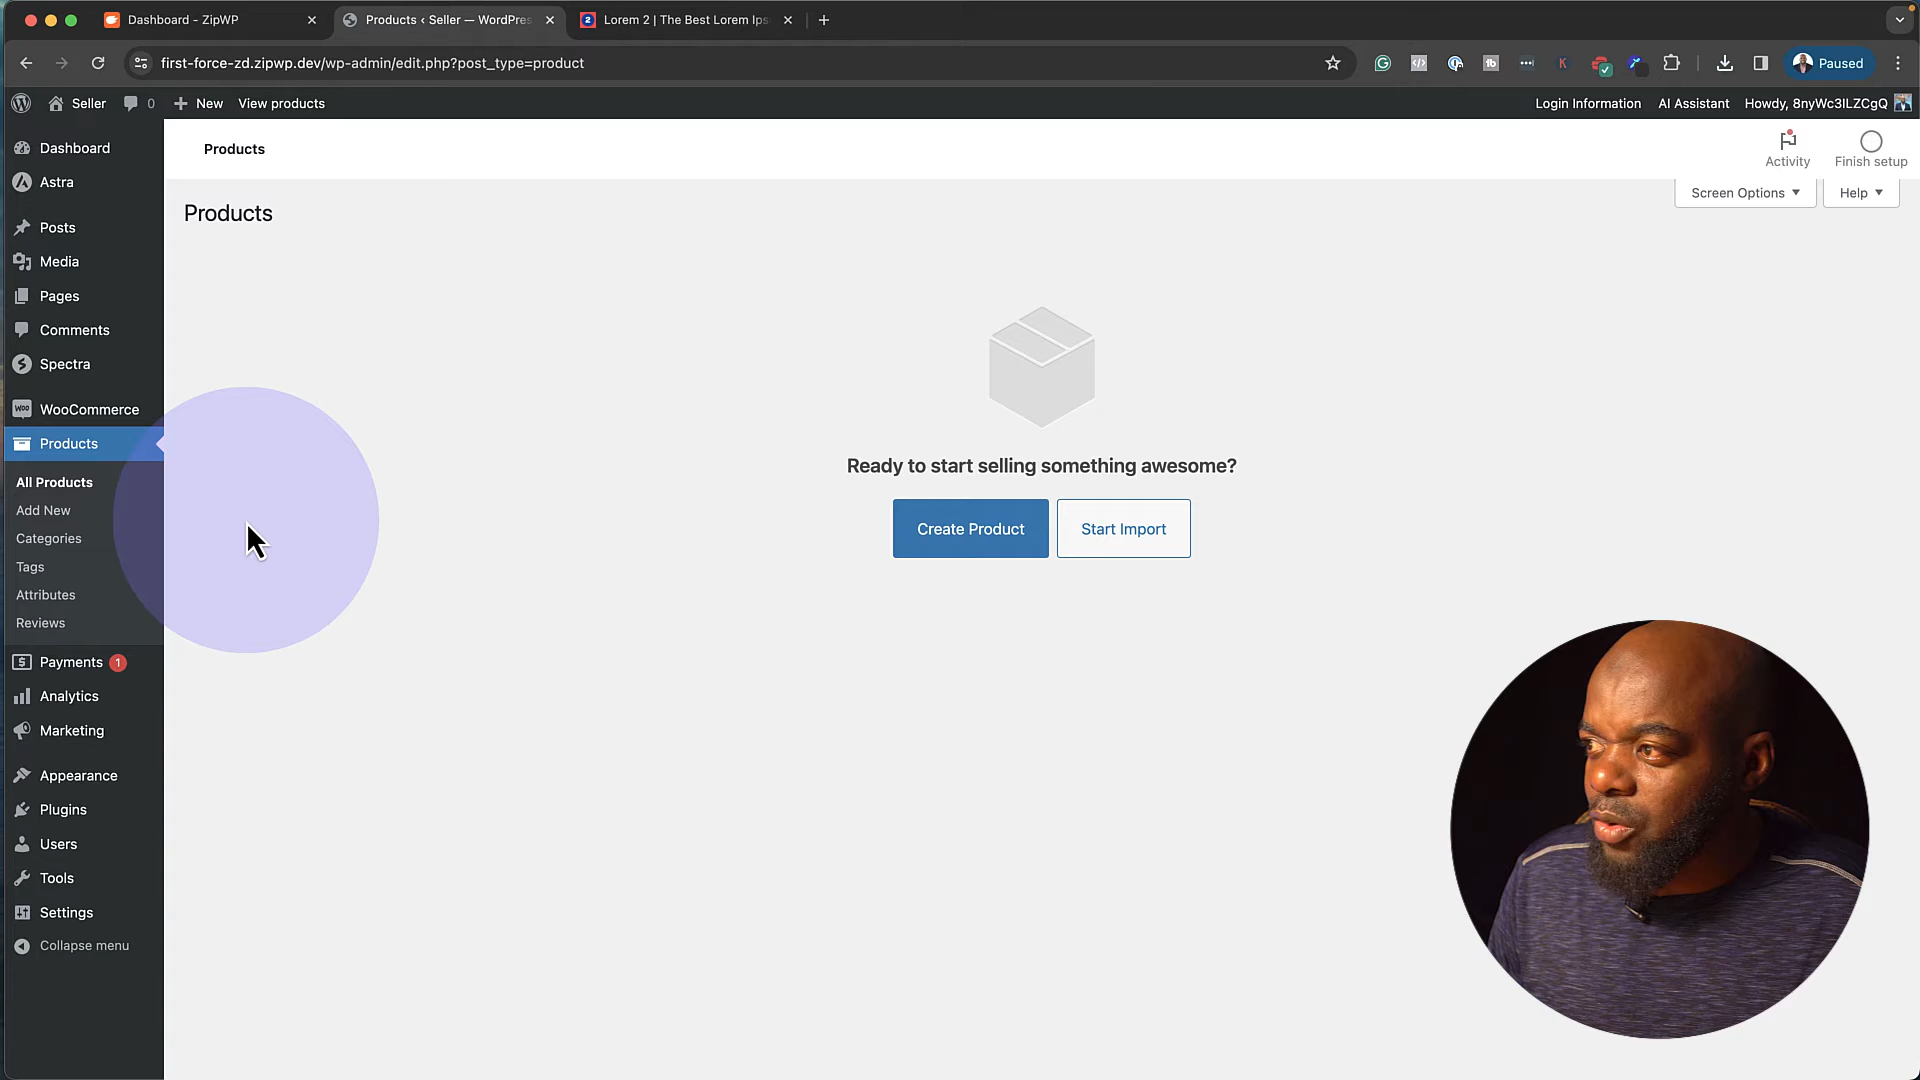 Dashboard - ZipWP
Products ‹ Seller — WordPres
Lorem 2 | The Best Lorem Ips
first-force-zd.zipwp.dev/wp-admin/edit.php?post_type=product
Paused
Seller
0
New
View products
Login Information
AI Assistant
Howdy, 8nyWc3ILZCgQ
Dashboard
Astra
Posts
Media
Pages
Comments
Spectra
WooCommerce
Products
All Products
Add New
Categories
Tags
Attributes
Reviews
Payments 1
Analytics
Marketing
Appearance
Plugins
Users
Tools
Settings
Collapse menu
Products
Activity
Finish setup
Products
Screen Options
Help
Ready to start selling something awesome?
Create Product
Start Import